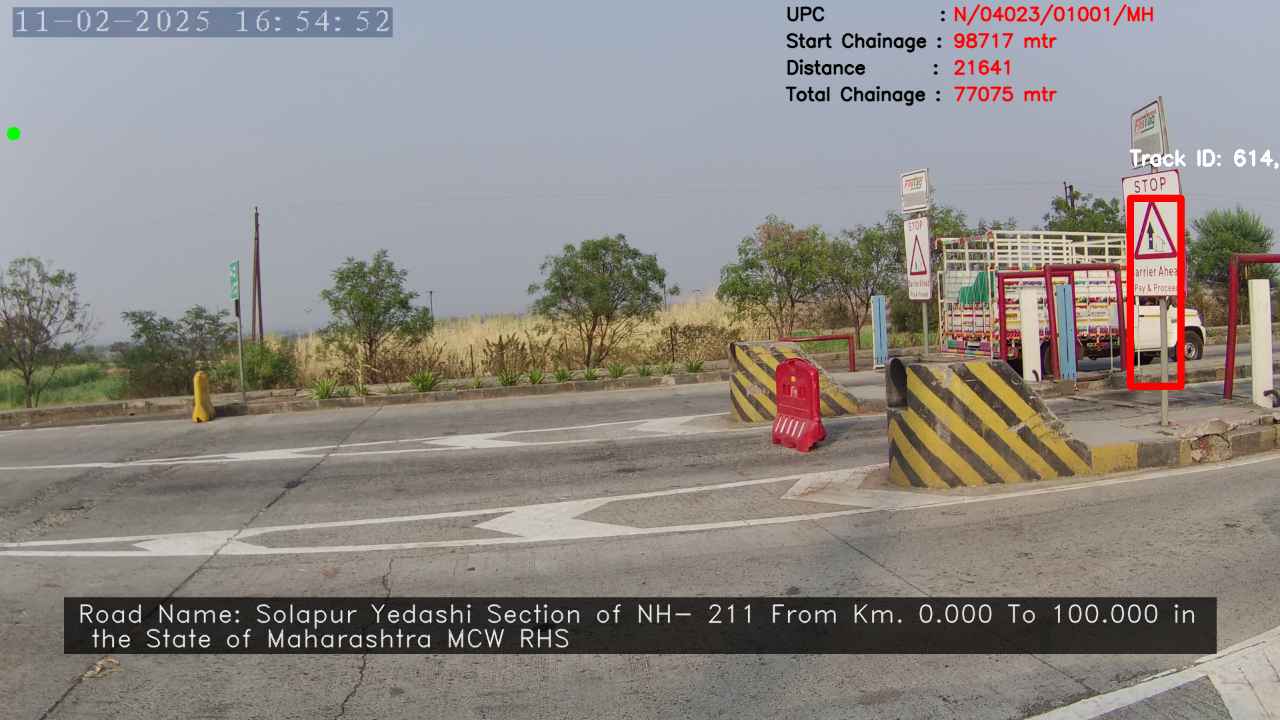 11-02-2025 16:54:52
UPC : N/04023/01001/MH
Start Chainage : 98717 mtr
Distance : 21641
Total Chainage : 77075 mtr
Track ID: 614,
STOP
arrier Ahea
Pay & Proceed
STOP
Road Name: Solapur Yedashi Section of NH- 211 From Km. 0.000 To 100.000 in
the State of Maharashtra MCW RHS